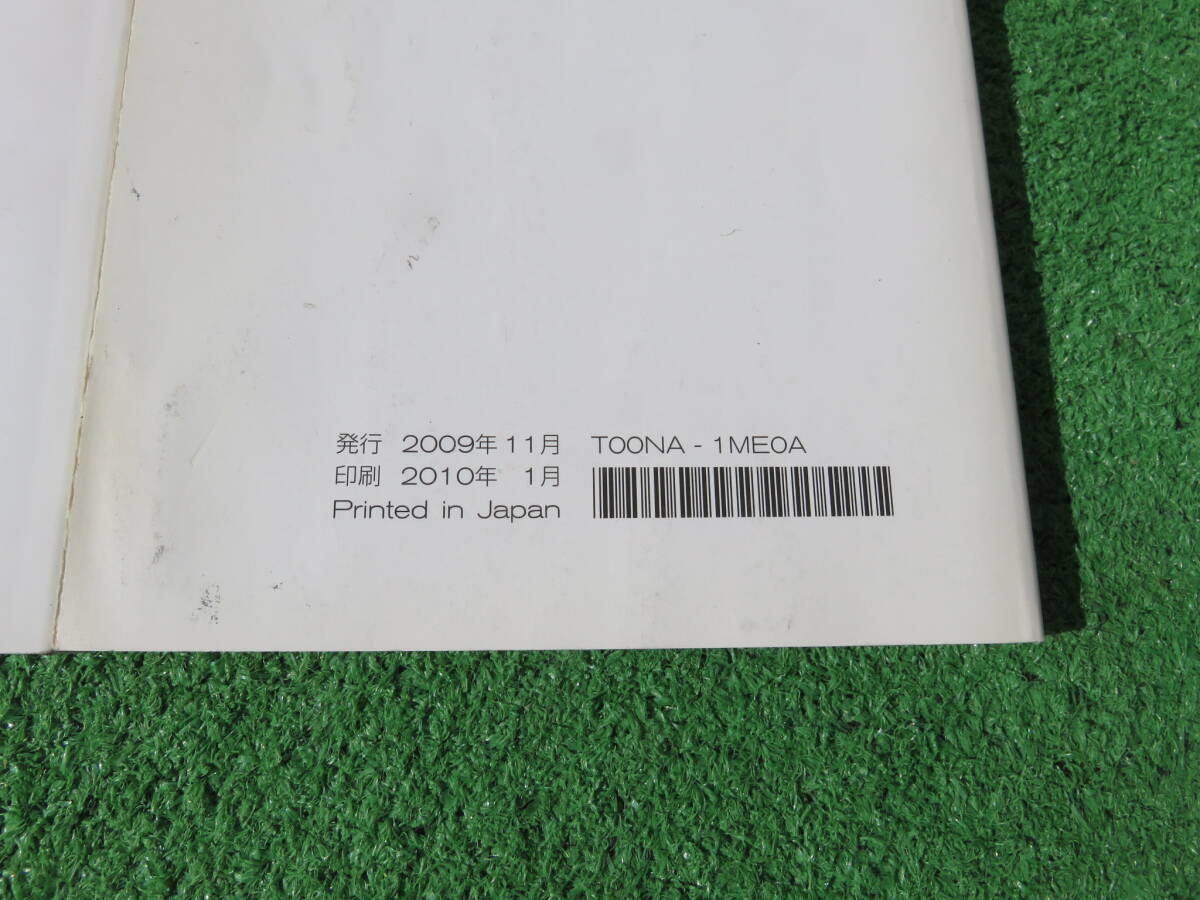 発行 2009年 11月 T00NA - 1ME0A
印刷 2010年 1月
Printed in Japan